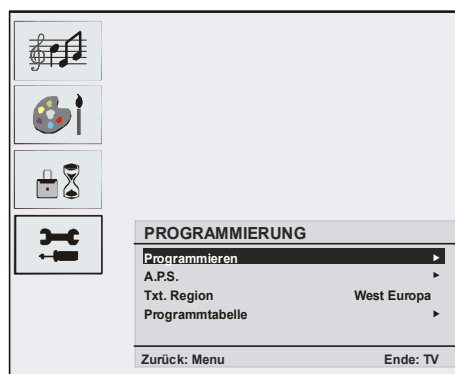 PROGRAMMIERUNG
Programmieren
A.P.S.
Txt. Region West Europa
Programmtabelle
Zurück: Menu Ende: TV